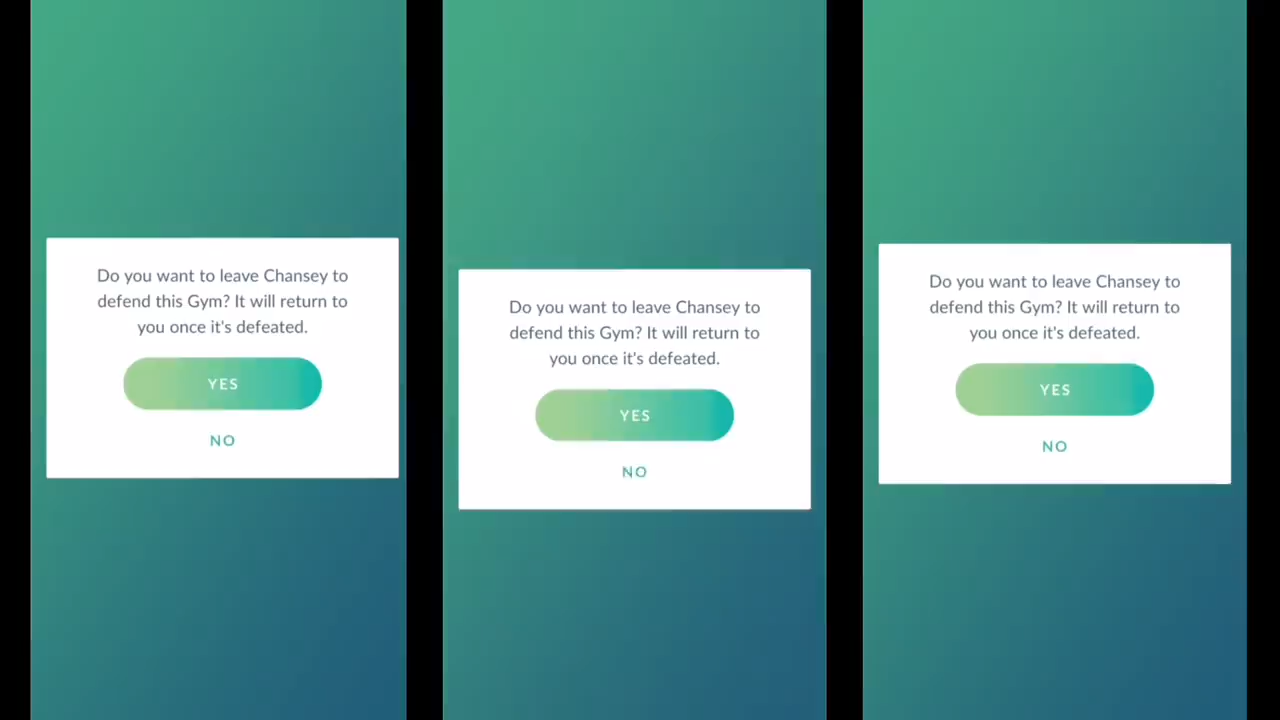 Do you want to leave Chansey to
defend this Gym? It will return to
you once it's defeated.
YES
NO
Do you want to leave Chansey to
defend this Gym? It will return to
you once it's defeated.
YES
NO
Do you want to leave Chansey to
defend this Gym? It will return to
you once it's defeated.
YES
NO